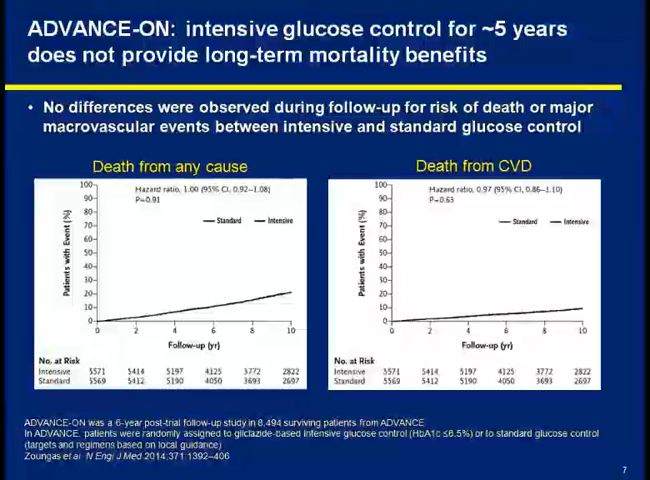 ADVANCE-ON: intensive glucose control for ~5 years
does not provide long-term mortality benefits
• No differences were observed during follow-up for risk of death or major
macrovascular events between intensive and standard glucose control
Death from any cause
Hazard ratio, 1.00 (95% CI, 0.92–1.08)
P=0.91
Standard Intensive
Patients with Event (%)
100
90
80
70
60
50
40
30
20
10
0
0 2 4 6 8 10
Follow-up (yr)
No. at Risk
Intensive 5571 5414 5197 4125 3772 2822
Standard 5569 5412 5190 4050 3693 2697
Death from CVD
Hazard ratio, 0.97 (95% CI, 0.86–1.10)
P=0.63
Standard Intensive
Patients with Event (%)
100
90
80
70
60
50
40
30
20
10
0
0 2 4 6 8 10
Follow-up (yr)
No. at Risk
Intensive 5571 5414 5197 4125 3772 2822
Standard 5569 5412 5190 4050 3693 2697
ADVANCE-ON was a 6-year post-trial follow-up study in 8,494 surviving patients from ADVANCE
In ADVANCE, patients were randomly assigned to gliclazide-based intensive glucose control (HbA1c ≤6.5%) or to standard glucose control
(targets and regimens based on local guidance)
Zoungas et al N Engl J Med 2014;371:1392–406
7